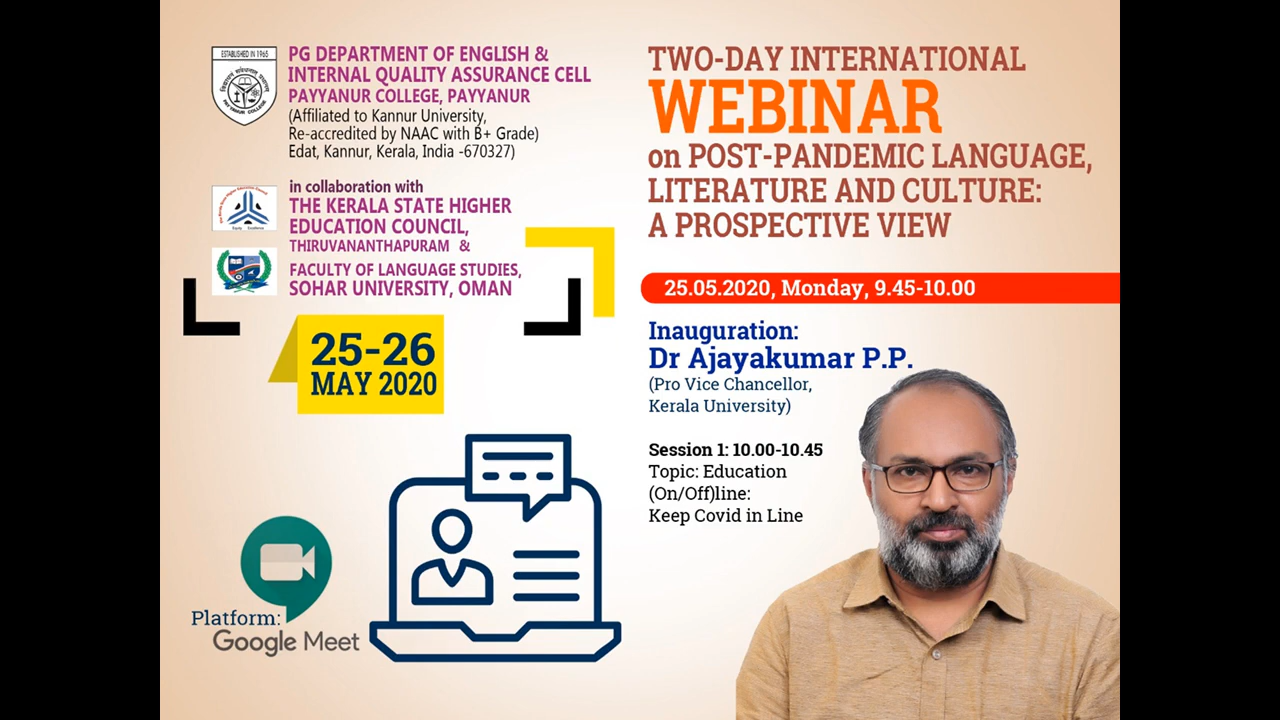 ESTABLISHED IN 1965
PAYYANUR COLLEGE
PG DEPARTMENT OF ENGLISH &
INTERNAL QUALITY ASSURANCE CELL
PAYYANUR COLLEGE, PAYYANUR
(Affiliated to Kannur University,
Re-accredited by NAAC with B+ Grade)
Edat, Kannur, Kerala, India -670327)
in collaboration with
THE KERALA STATE HIGHER
EDUCATION COUNCIL,
THIRUVANANTHAPURAM &
FACULTY OF LANGUAGE STUDIES,
SOHAR UNIVERSITY, OMAN
Equity Excellence
25-26
MAY 2020
Platform:
Google Meet
TWO-DAY INTERNATIONAL
WEBINAR
on POST-PANDEMIC LANGUAGE,
LITERATURE AND CULTURE:
A PROSPECTIVE VIEW
25.05.2020, Monday, 9.45-10.00
Inauguration:
Dr Ajayakumar P.P.
(Pro Vice Chancellor,
Kerala University)
Session 1: 10.00-10.45
Topic: Education
(On/Off)line:
Keep Covid in Line